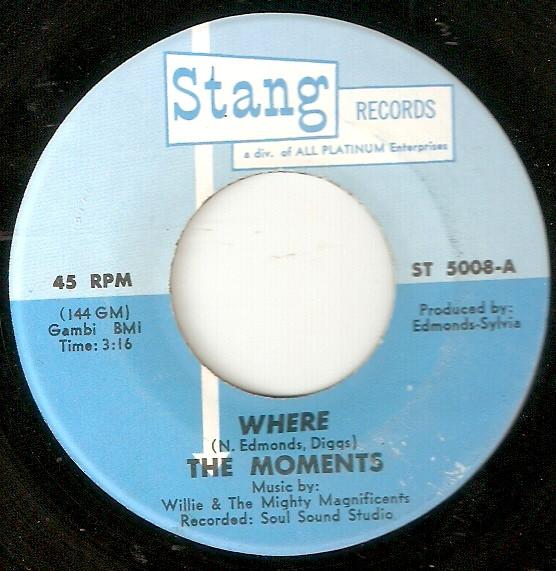 Stang
RECORDS
a div. of ALL PLATINUM Enterprises
45 RPM
ST 5008-A
(144 GM)
Gambi BMI
Time: 3:16
Produced by:
Edmonds-Sylvia
WHERE
(N. Edmonds, Diggs)
THE MOMENTS
Music by:
Willie & The Mighty Magnificents
Recorded: Soul Sound Studio